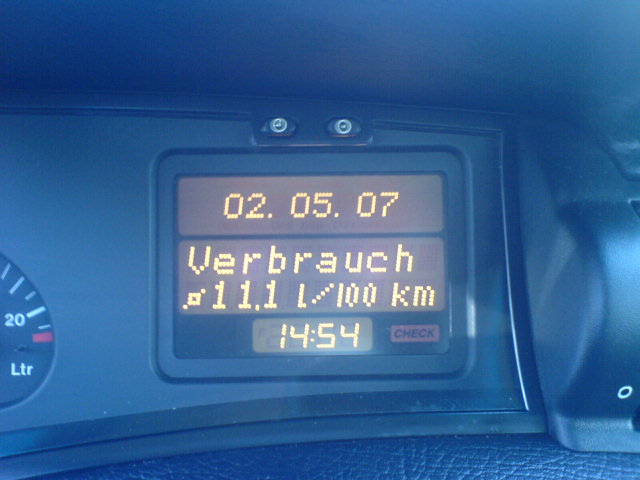 02. 05. 07
Verbrauch
ø11,1 l/100 km
14:54
CHECK
20
Ltr